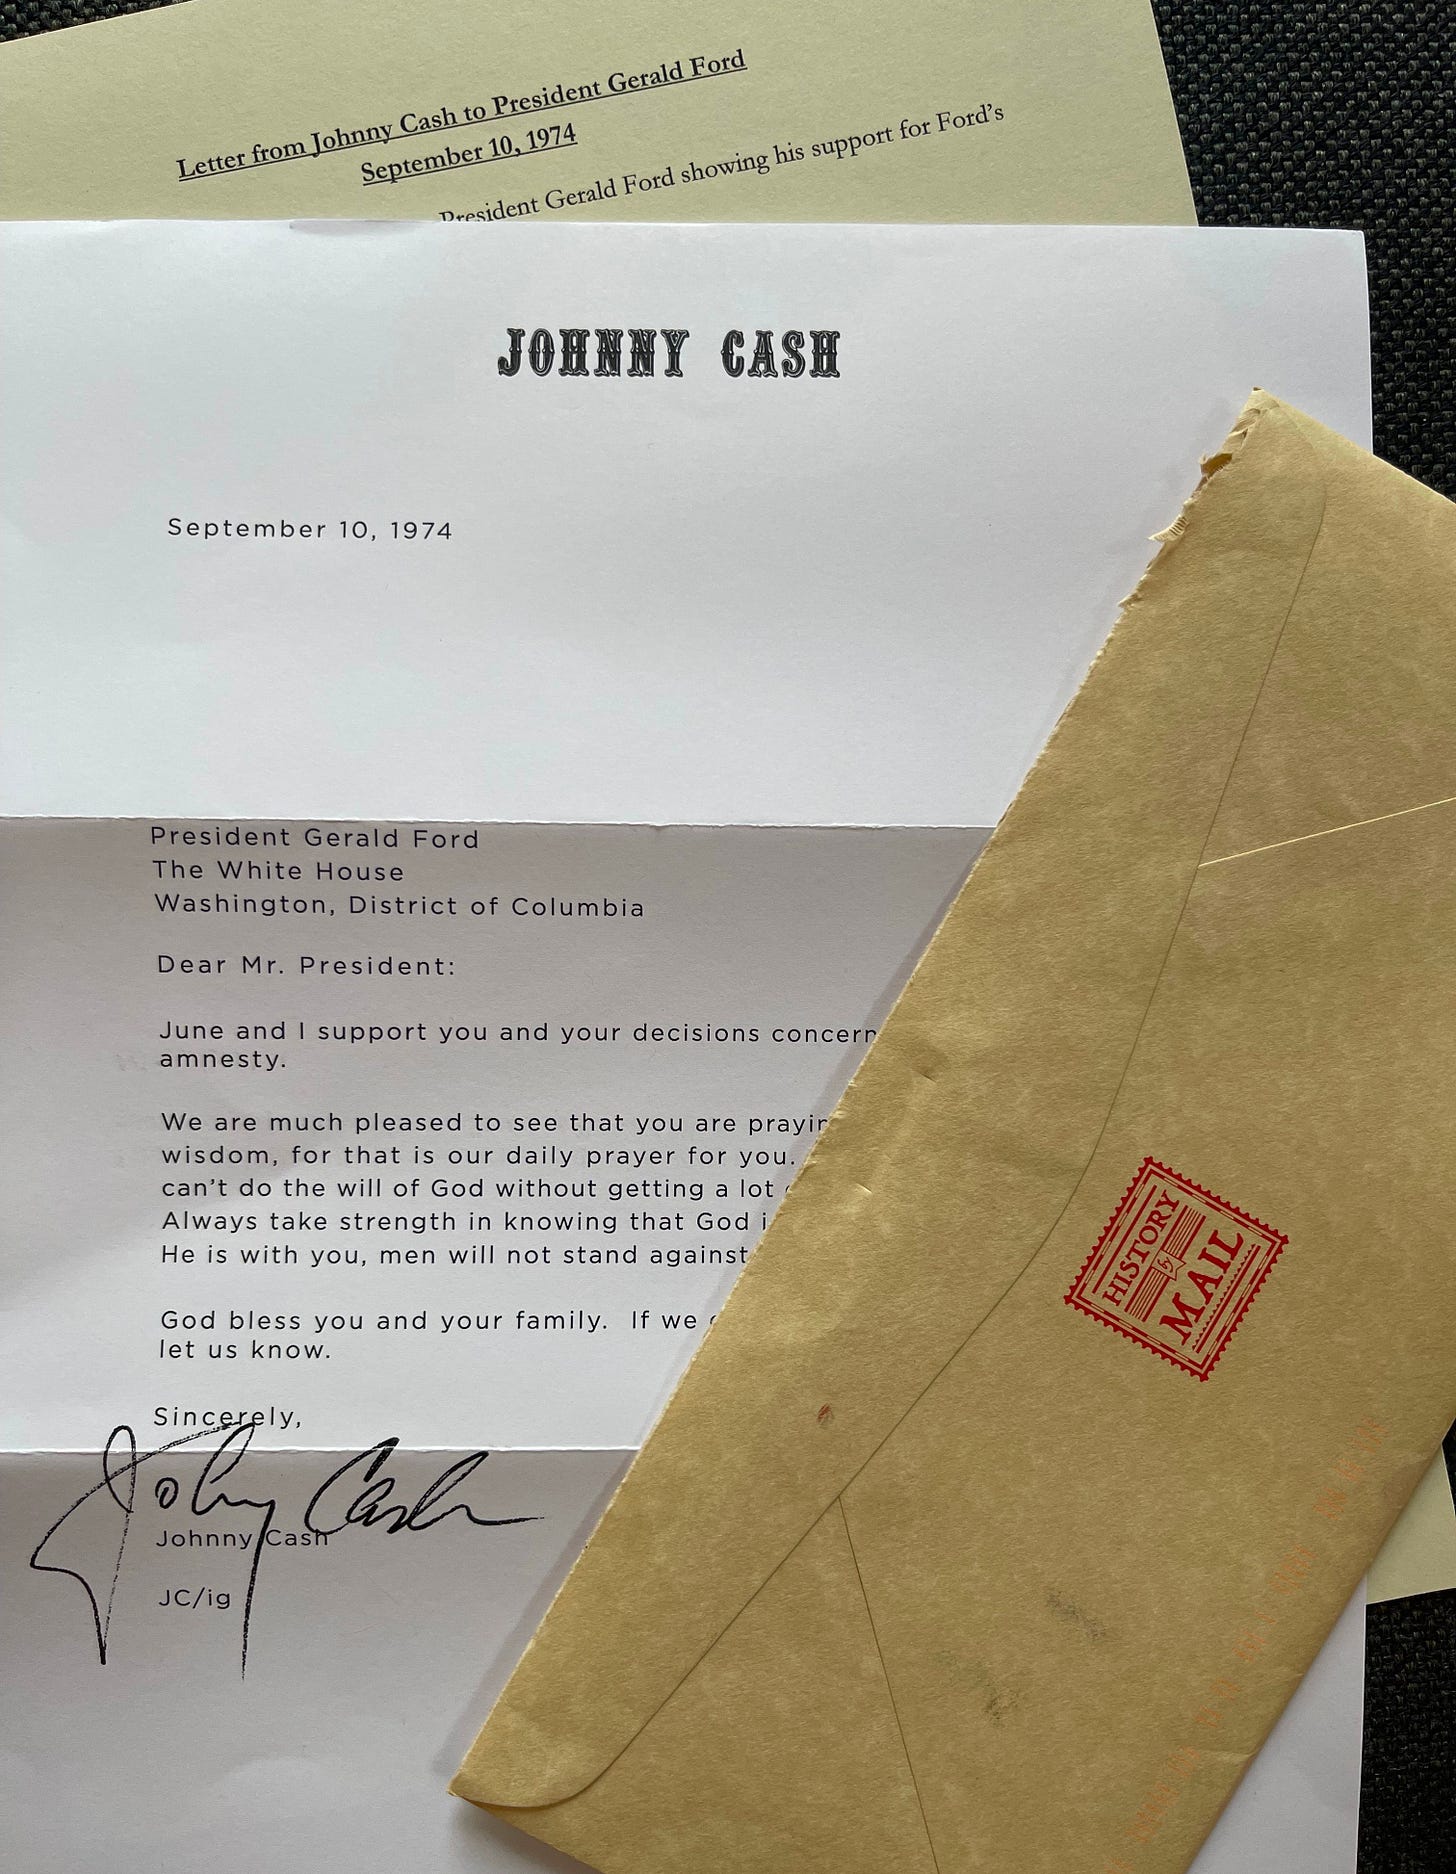 Letter from Johnny Cash to President Gerald Ford
September 10, 1974
President Gerald Ford showing his support for Ford's
JOHNNY CASH
September 10, 1974
President Gerald Ford
The White House
Washington, District of Columbia
Dear Mr. President:
June and I support you and your decisions concern
amnesty.
We are much pleased to see that you are prayin
wisdom, for that is our daily prayer for you.
can't do the will of God without getting a lot
Always take strength in knowing that God i
He is with you, men will not stand against
God bless you and your family. If we
let us know.
Sincerely,
Johnny Cash
Johnny Cash
JC/ig
HISTORY
by
MAIL